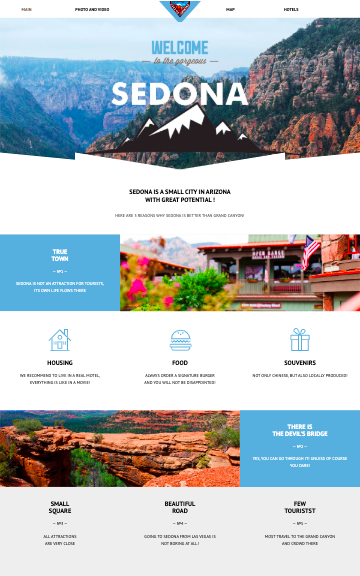 MAIN
PHOTO AND VIDEO
MAP
HOTELS
WELCOME
— to the gorgeous —
SEDONA
SEDONA IS A SMALL CITY IN ARIZONA
WITH GREAT POTENTIAL !
HERE ARE 5 REASONS WHY SEDONA IS BETTER THAN GRAND CANYON!
TRUE
TOWN
— №1 —
SEDONA IS NOT AN ATTRACTION FOR TOURISTS,
ITS OWN LIFE FLOWS THERE
HOUSING
WE RECOMMEND TO LIVE IN A REAL MOTEL,
EVERYTHING IS LIKE IN A MOVIE!
FOOD
ALWAYS ORDER A SIGNATURE BURGER
AND YOU WILL NOT BE DISAPPOINTED!
SOUVENIRS
NOT ONLY CHINESE, BUT ALSO LOCALLY PRODUCED!
THERE IS
THE DEVIL'S BRIDGE
— №2 —
YES, YOU CAN GO THROUGH IT! UNLESS OF COURSE
YOU DARE!
SMALL
SQUARE
— №3 —
ALL ATTRACTIONS
ARE VERY CLOSE
BEAUTIFUL
ROAD
— №4 —
GOING TO SEDONA FROM LAS VEGAS IS
NOT BORING AT ALL !
FEW
TOURISTST
— №5 —
MOST TRAVEL TO THE GRAND CANYON
AND CROWD THERE